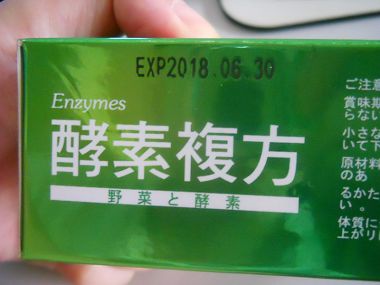 EXP2018.06.30
Enzymes
酵素複方
野菜と酵素
ご注意
賞味期
らない
小さな
いて下
原材料
のあ
るかた
い。
体質に
上がり